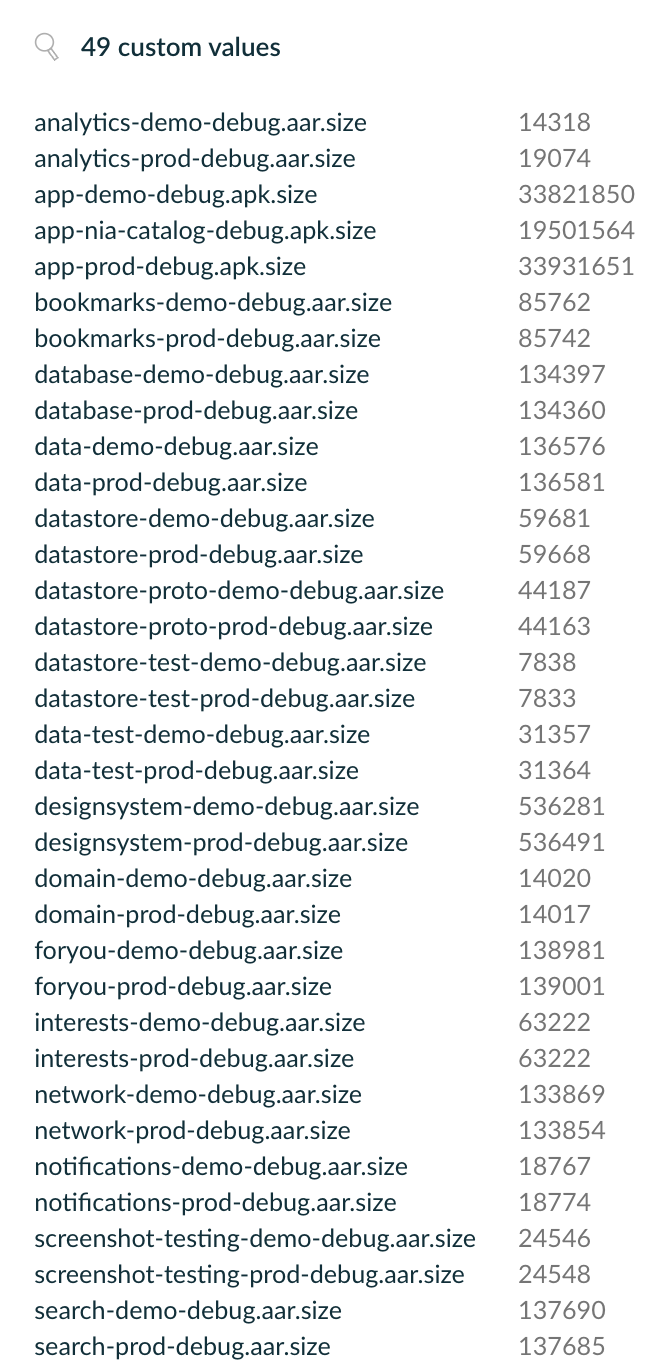 49 custom values
analytics-demo-debug.aar.size 14318
analytics-prod-debug.aar.size 19074
app-demo-debug.apk.size 33821850
app-nia-catalog-debug.apk.size 19501564
app-prod-debug.apk.size 33931651
bookmarks-demo-debug.aar.size 85762
bookmarks-prod-debug.aar.size 85742
database-demo-debug.aar.size 134397
database-prod-debug.aar.size 134360
data-demo-debug.aar.size 136576
data-prod-debug.aar.size 136581
datastore-demo-debug.aar.size 59681
datastore-prod-debug.aar.size 59668
datastore-proto-demo-debug.aar.size 44187
datastore-proto-prod-debug.aar.size 44163
datastore-test-demo-debug.aar.size 7838
datastore-test-prod-debug.aar.size 7833
data-test-demo-debug.aar.size 31357
data-test-prod-debug.aar.size 31364
designsystem-demo-debug.aar.size 536281
designsystem-prod-debug.aar.size 536491
domain-demo-debug.aar.size 14020
domain-prod-debug.aar.size 14017
foryou-demo-debug.aar.size 138981
foryou-prod-debug.aar.size 139001
interests-demo-debug.aar.size 63222
interests-prod-debug.aar.size 63222
network-demo-debug.aar.size 133869
network-prod-debug.aar.size 133854
notifications-demo-debug.aar.size 18767
notifications-prod-debug.aar.size 18774
screenshot-testing-demo-debug.aar.size 24546
screenshot-testing-prod-debug.aar.size 24548
search-demo-debug.aar.size 137690
search-prod-debug.aar.size 137685